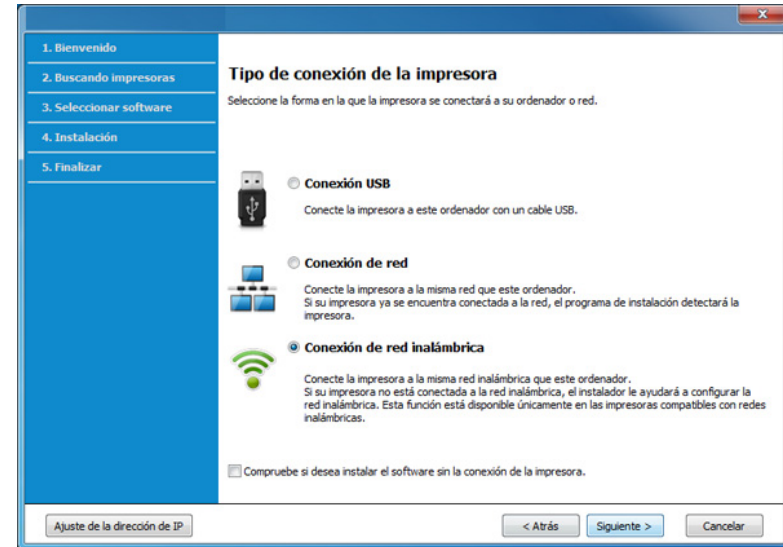 x
1. Bienvenido
2. Buscando impresoras
3. Seleccionar software
4. Instalación
5. Finalizar
Tipo de conexión de la impresora
Seleccione la forma en la que la impresora se conectará a su ordenador o red.
Conexión USB
Conecte la impresora a este ordenador con un cable USB.
Conexión de red
Conecte la impresora a la misma red que este ordenador.
Si su impresora ya se encuentra conectada a la red, el programa de instalación detectará la
impresora.
Conexión de red inalámbrica
Conecte la impresora a la misma red inalámbrica que este ordenador.
Si su impresora no está conectada a la red inalámbrica, el instalador le ayudará a configurar la
red inalámbrica. Esta función está disponible únicamente en las impresoras compatibles con redes
inalámbricas.
Compruebe si desea instalar el software sin la conexión de la impresora.
Ajuste de la dirección de IP
< Atrás
Siguiente >
Cancelar